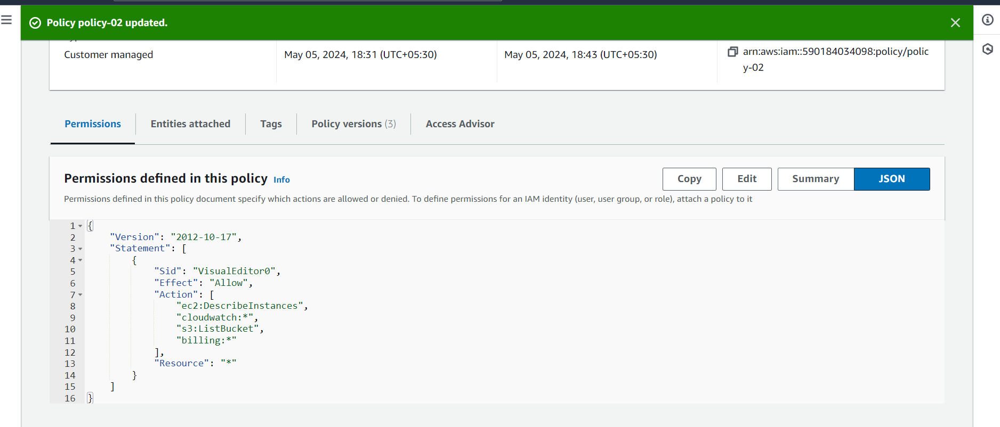 Policy policy-02 updated.
Customer managed
May 05, 2024, 18:31 (UTC+05:30)
May 05, 2024, 18:43 (UTC+05:30)
arn:aws:iam::590184034098:policy/polic
y-02
Permissions
Entities attached
Tags
Policy versions (3)
Access Advisor
Permissions defined in this policy Info
Copy
Edit
Summary
JSON
Permissions defined in this policy document specify which actions are allowed or denied. To define permissions for an IAM identity (user, user group, or role), attach a policy to it
1 {
2 "Version": "2012-10-17",
3 "Statement": [
4 {
5 "Sid": "VisualEditor0",
6 "Effect": "Allow",
7 "Action": [
8 "ec2:DescribeInstances",
9 "cloudwatch:*",
10 "s3:ListBucket",
11 "billing:*"
12 ],
13 "Resource": "*"
14 }
15 ]
16 }